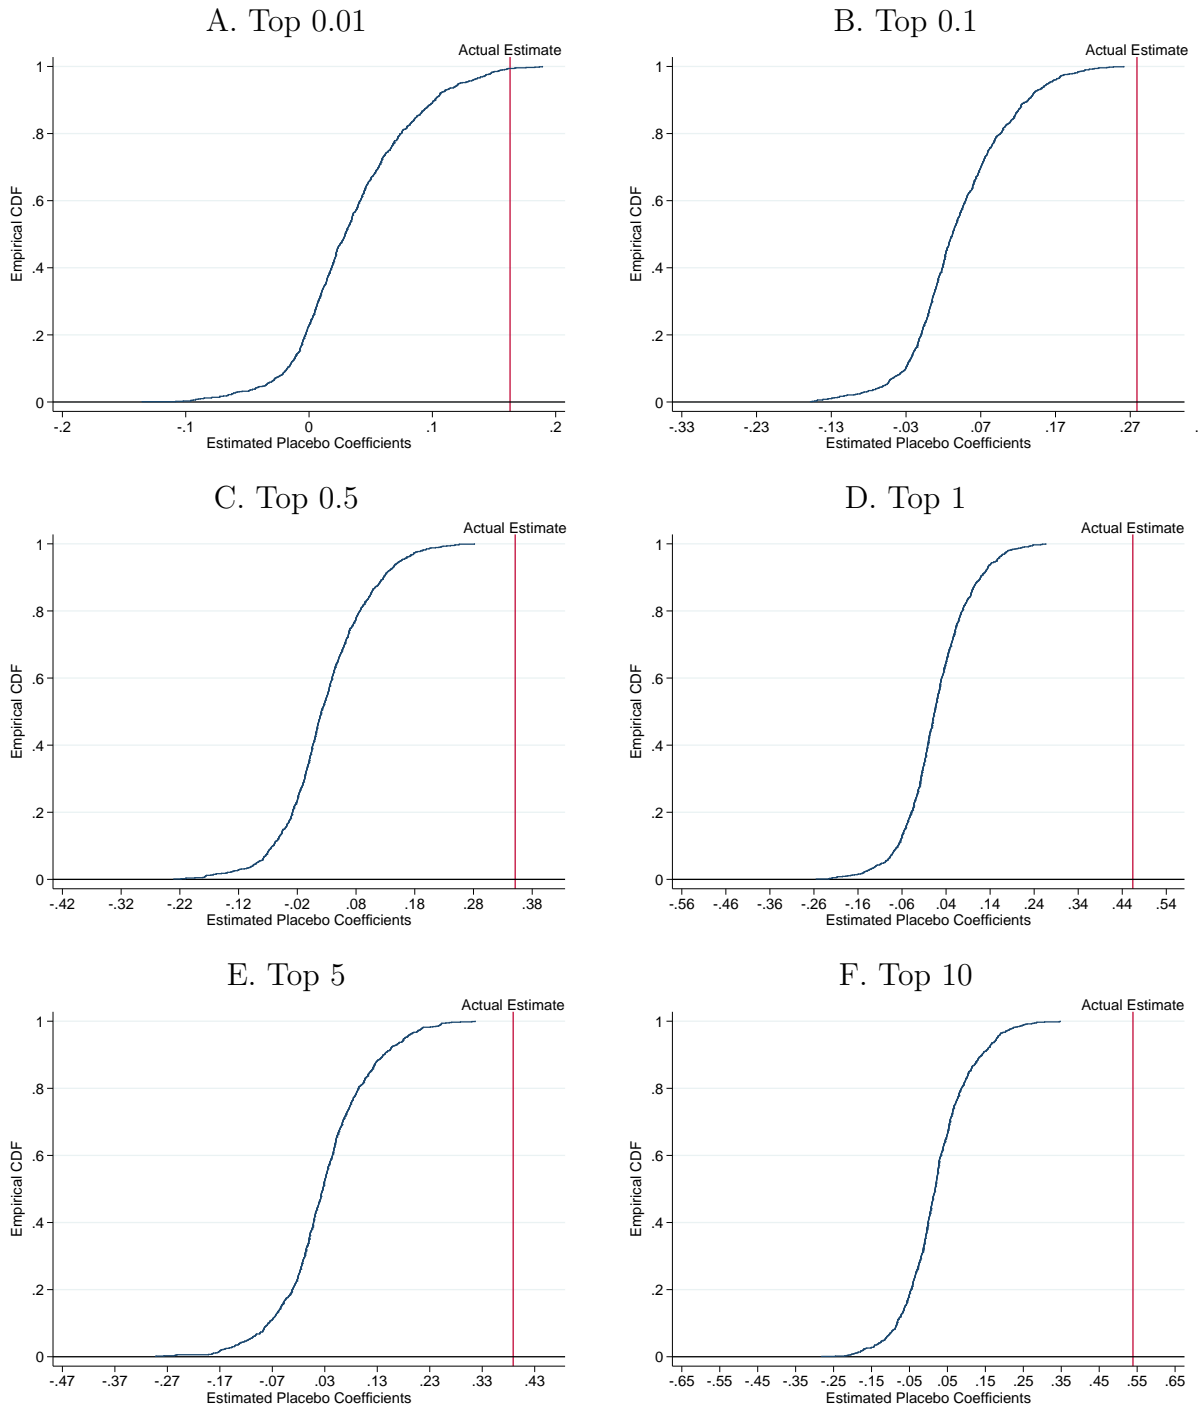 A. Top 0.01
B. Top 0.1
Actual Estimate
Actual Estimate
Empirical CDF
1
.8
.6
.4
.2
0
-.2 -.1 0 .1 .2
Estimated Placebo Coefficients
Empirical CDF
1
.8
.6
.4
.2
0
-.33 -.23 -.13 -.03 .07 .17 .27 .
Estimated Placebo Coefficients
C. Top 0.5
D. Top 1
Actual Estimate
Actual Estimate
Empirical CDF
1
.8
.6
.4
.2
0
-.42 -.32 -.22 -.12 -.02 .08 .18 .28 .38
Estimated Placebo Coefficients
Empirical CDF
1
.8
.6
.4
.2
0
-.56 -.46 -.36 -.26 -.16 -.06 .04 .14 .24 .34 .44 .54
Estimated Placebo Coefficients
E. Top 5
F. Top 10
Actual Estimate
Actual Estimate
Empirical CDF
1
.8
.6
.4
.2
0
-.47 -.37 -.27 -.17 -.07 .03 .13 .23 .33 .43
Estimated Placebo Coefficients
Empirical CDF
1
.8
.6
.4
.2
0
-.65 -.55 -.45 -.35 -.25 -.15 -.05 .05 .15 .25 .35 .45 .55 .65
Estimated Placebo Coefficients